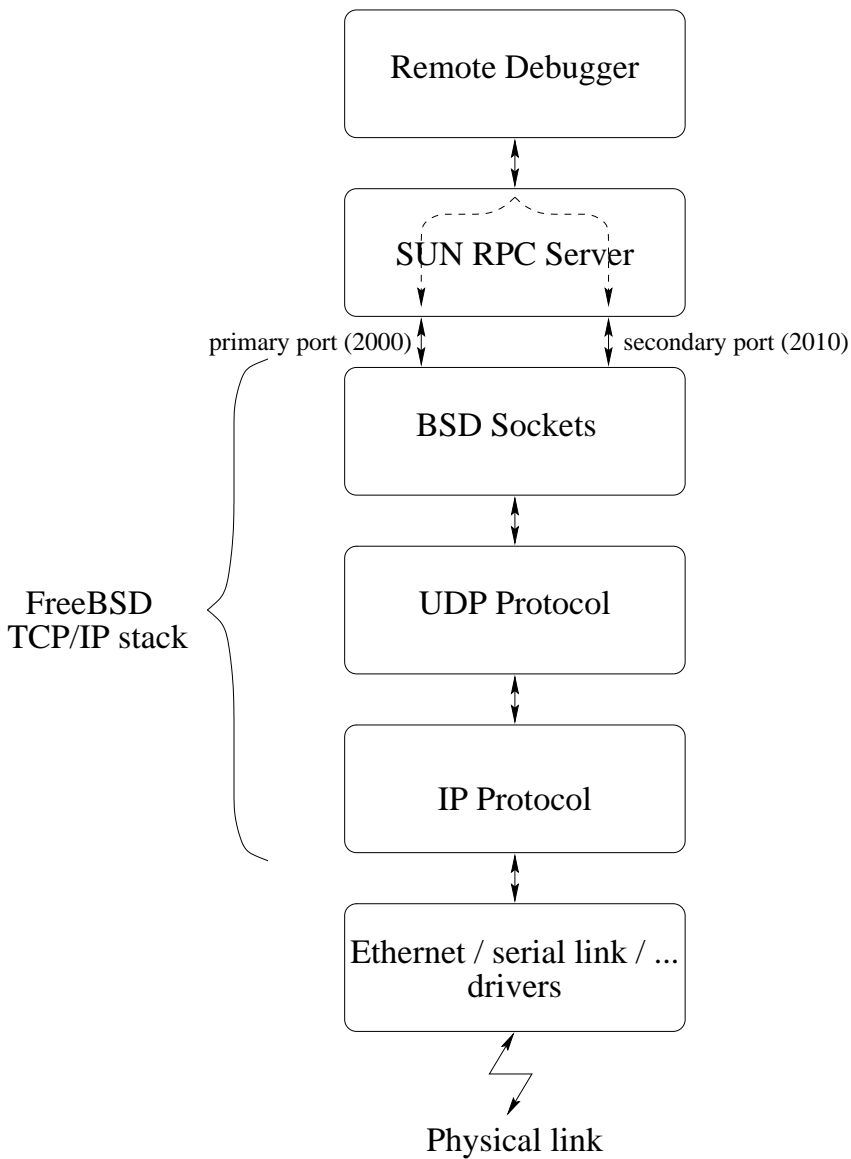 Remote Debugger
SUN RPC Server
primary port (2000)
secondary port (2010)
BSD Sockets
UDP Protocol
FreeBSD
TCP/IP stack
IP Protocol
Ethernet / serial link / ...
drivers
Physical link